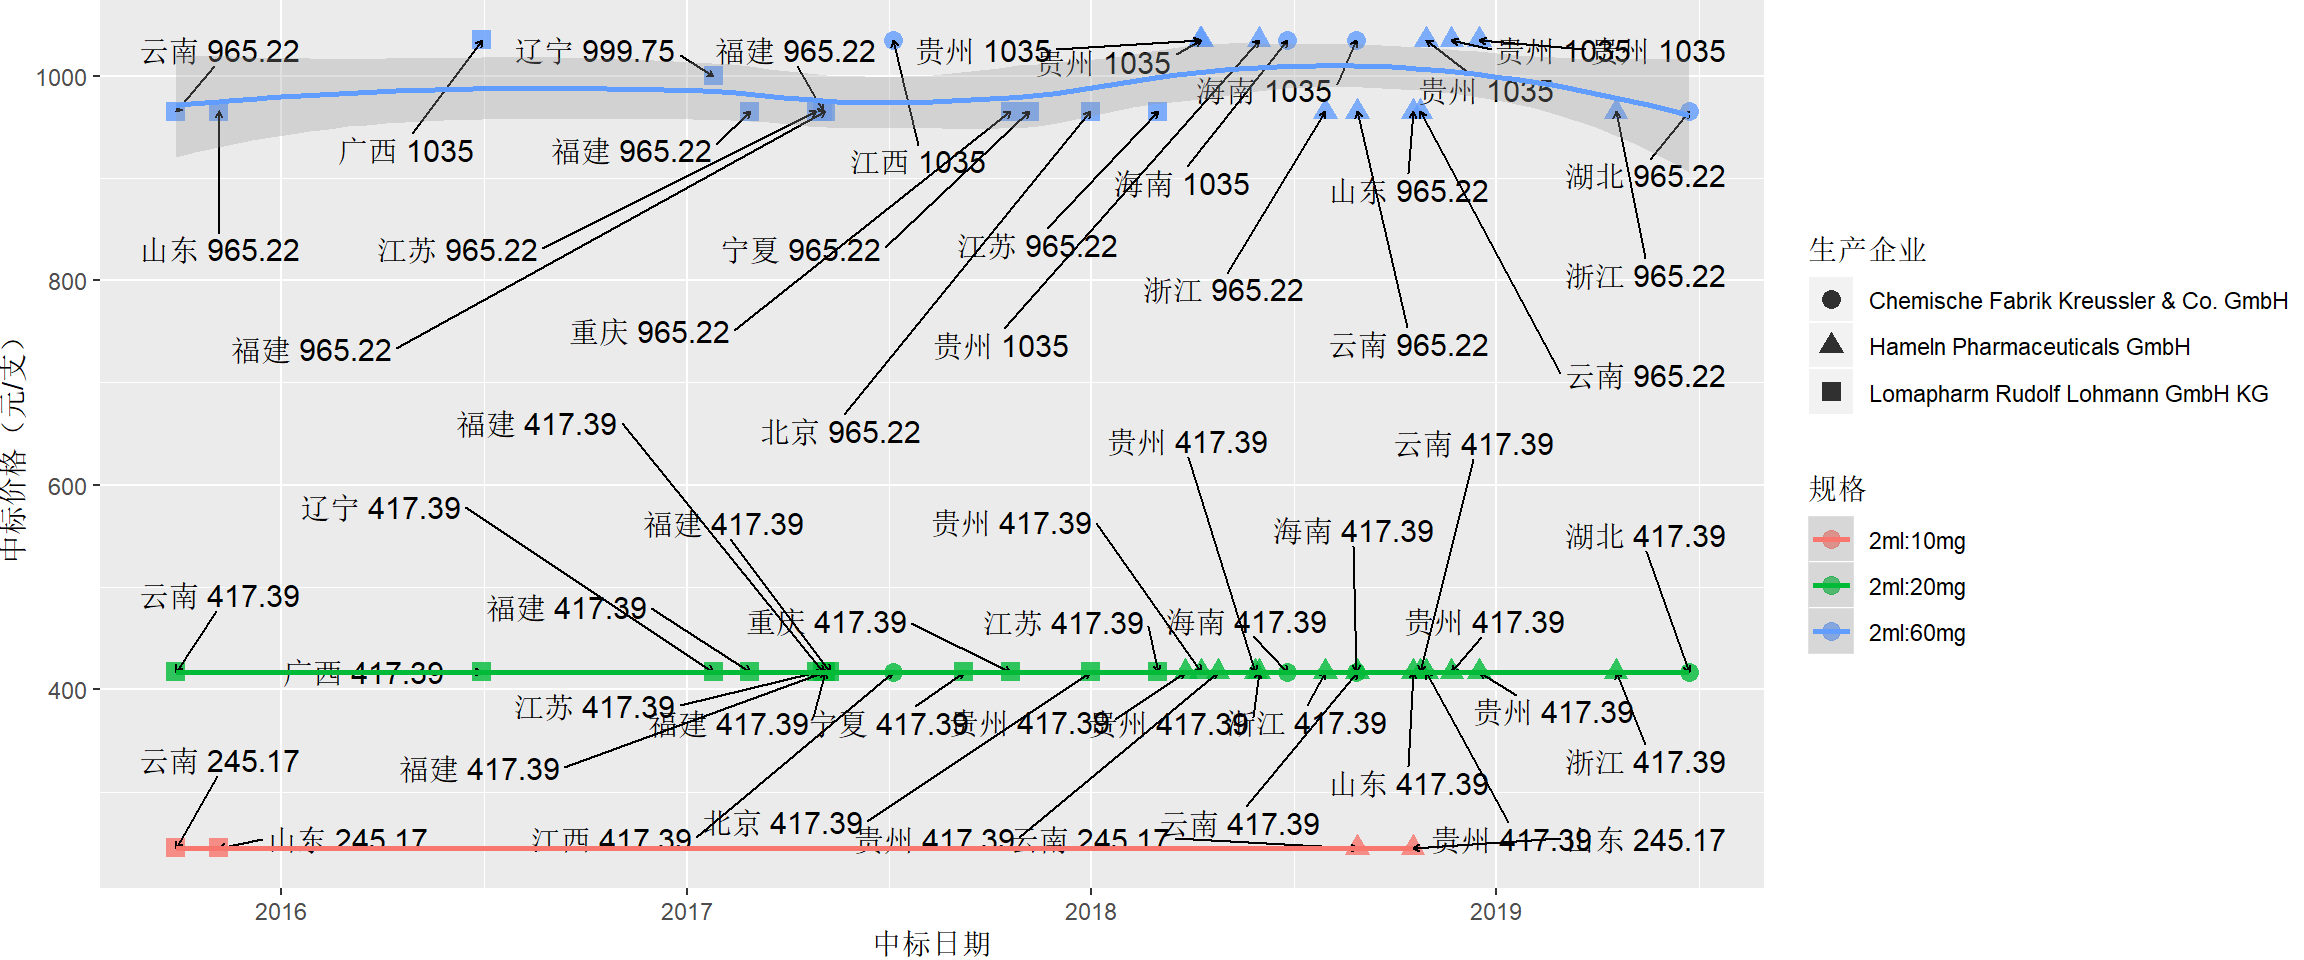 云南 965.22
辽宁 999.75
福建 965.22
贵州 1035
贵州 1035
贵州 1035
贵州 1035
海南 1035
贵州 1035
广西 1035
福建 965.22
江西 1035
海南 1035
山东 965.22
湖北 965.22
山东 965.22
江苏 965.22
宁夏 965.22
江苏 965.22
浙江 965.22
浙江 965.22
福建 965.22
重庆 965.22
贵州 1035
云南 965.22
云南 965.22
福建 417.39
北京 965.22
贵州 417.39
云南 417.39
辽宁 417.39
福建 417.39
贵州 417.39
海南 417.39
湖北 417.39
云南 417.39
福建 417.39
重庆 417.39
江苏 417.39
海南 417.39
贵州 417.39
广西 417.39
江苏 417.39
福建 417.39
宁夏 417.39
贵州 417.39
贵州 417.39
浙江 417.39
贵州 417.39
云南 245.17
福建 417.39
山东 417.39
浙江 417.39
山东 245.17
江西 417.39
北京 417.39
贵州 417.39
云南 245.17
云南 417.39
贵州 417.39
山东 245.17
1000
800
600
400
2016
2017
2018
2019
中标日期
中标价格（元/支）
生产企业
Chemische Fabrik Kreussler & Co. GmbH
Hameln Pharmaceuticals GmbH
Lomapharm Rudolf Lohmann GmbH KG
规格
2ml:10mg
2ml:20mg
2ml:60mg